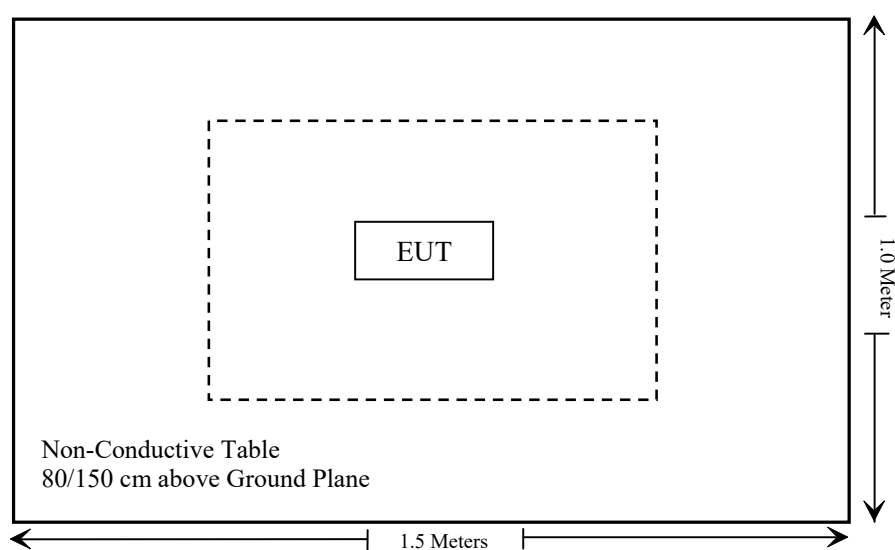 EUT
1.0 Meter
Non-Conductive Table
80/150 cm above Ground Plane
1.5 Meters